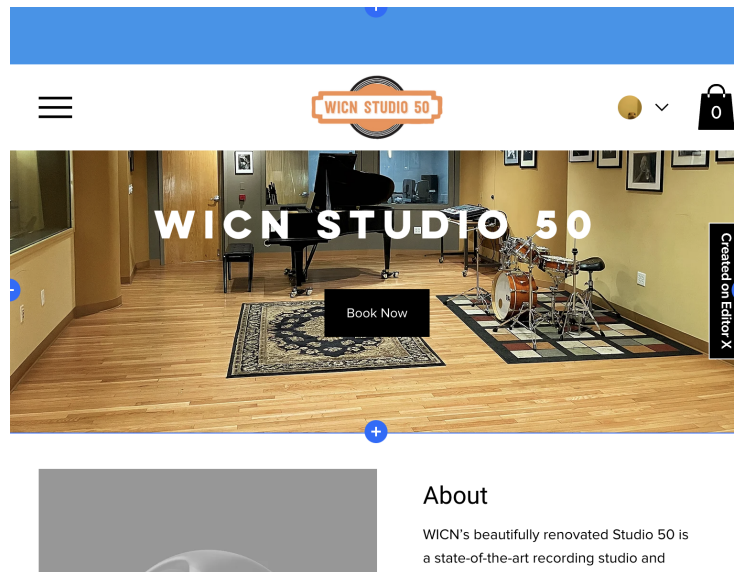 WICN STUDIO 50
0
WICN STUDIO 50
Book Now
Created on Editor X
About
WICN's beautifully renovated Studio 50 is
a state-of-the-art recording studio and